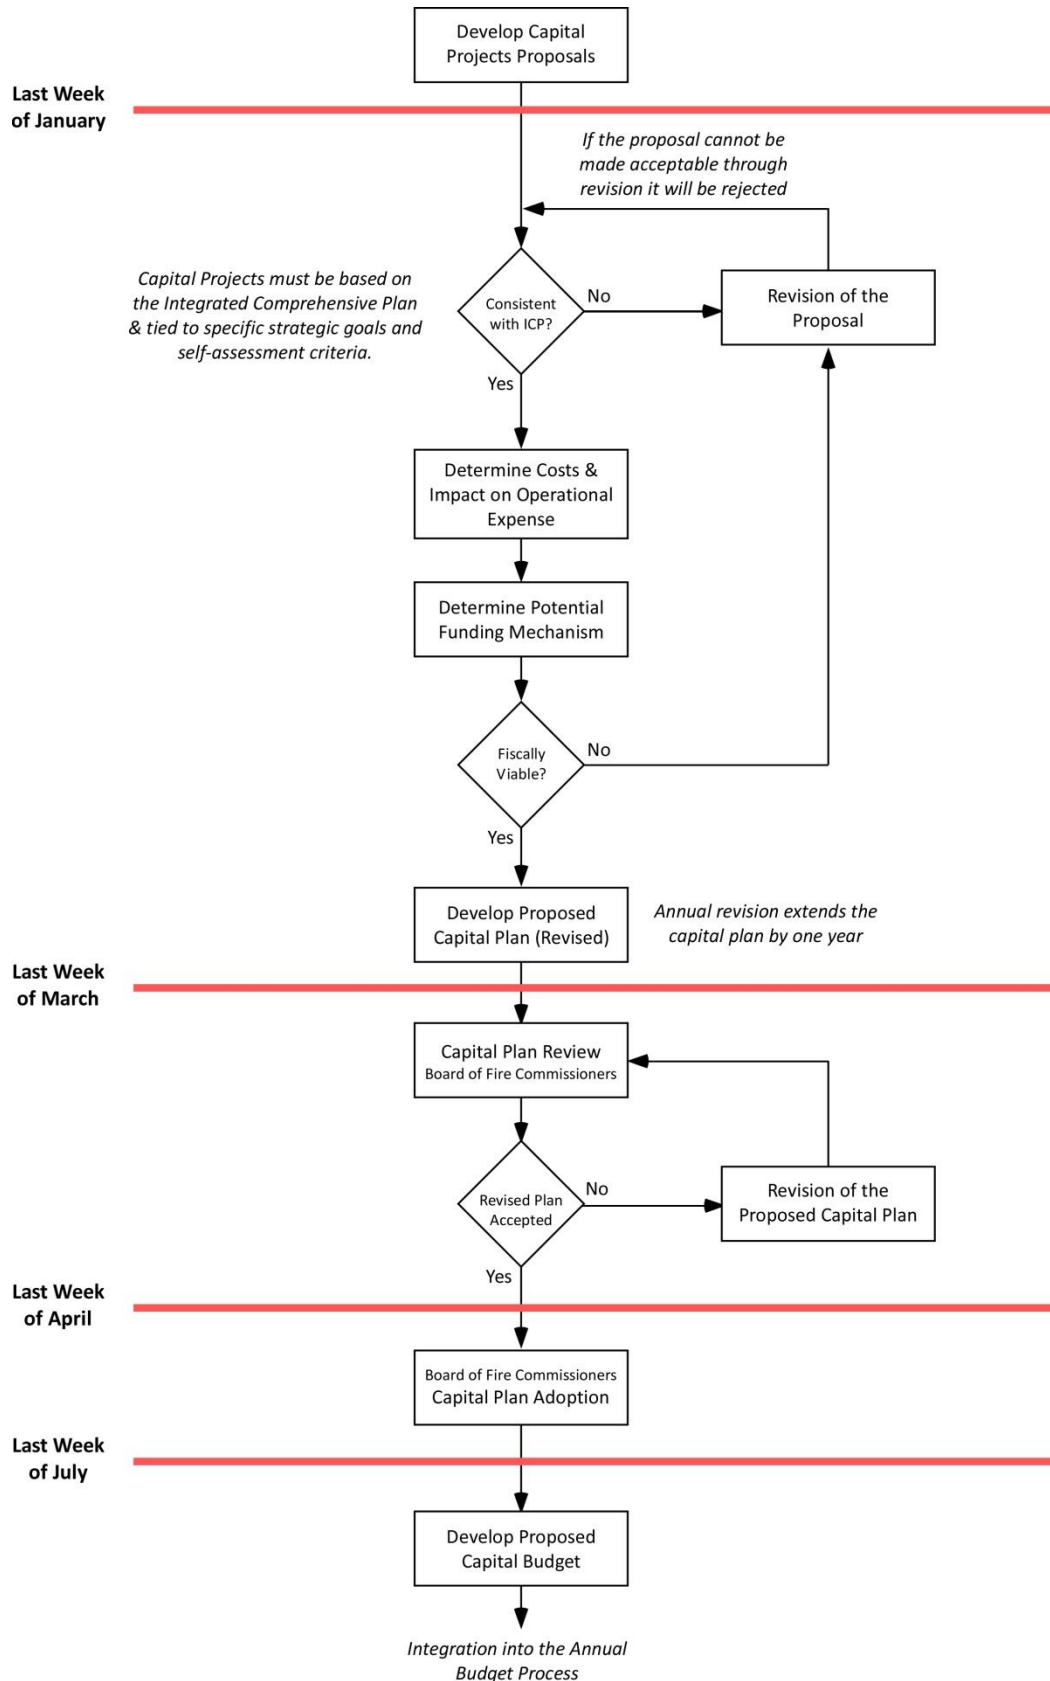 Develop Capital
Projects Proposals
Last Week
of January
If the proposal cannot be
made acceptable through
revision it will be rejected
Capital Projects must be based on
the Integrated Comprehensive Plan
& tied to specific strategic goals and
self-assessment criteria.
Consistent
with ICP?
No
Revision of the
Proposal
Yes
Determine Costs &
Impact on Operational
Expense
Determine Potential
Funding Mechanism
Fiscally
Viable?
No
Yes
Develop Proposed
Capital Plan (Revised)
Annual revision extends the
capital plan by one year
Last Week
of March
Capital Plan Review
Board of Fire Commissioners
Revised Plan
Accepted
No
Revision of the
Proposed Capital Plan
Yes
Last Week
of April
Board of Fire Commissioners
Capital Plan Adoption
Last Week
of July
Develop Proposed
Capital Budget
Integration into the Annual
Budget Process